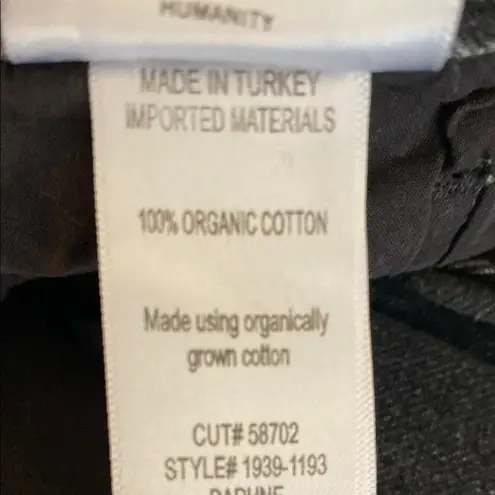 HUMANITY
MADE IN TURKEY
IMPORTED MATERIALS
100% ORGANIC COTTON
Made using organically
grown cotton
CUT# 58702
STYLE# 1939-1193
DAPHNE